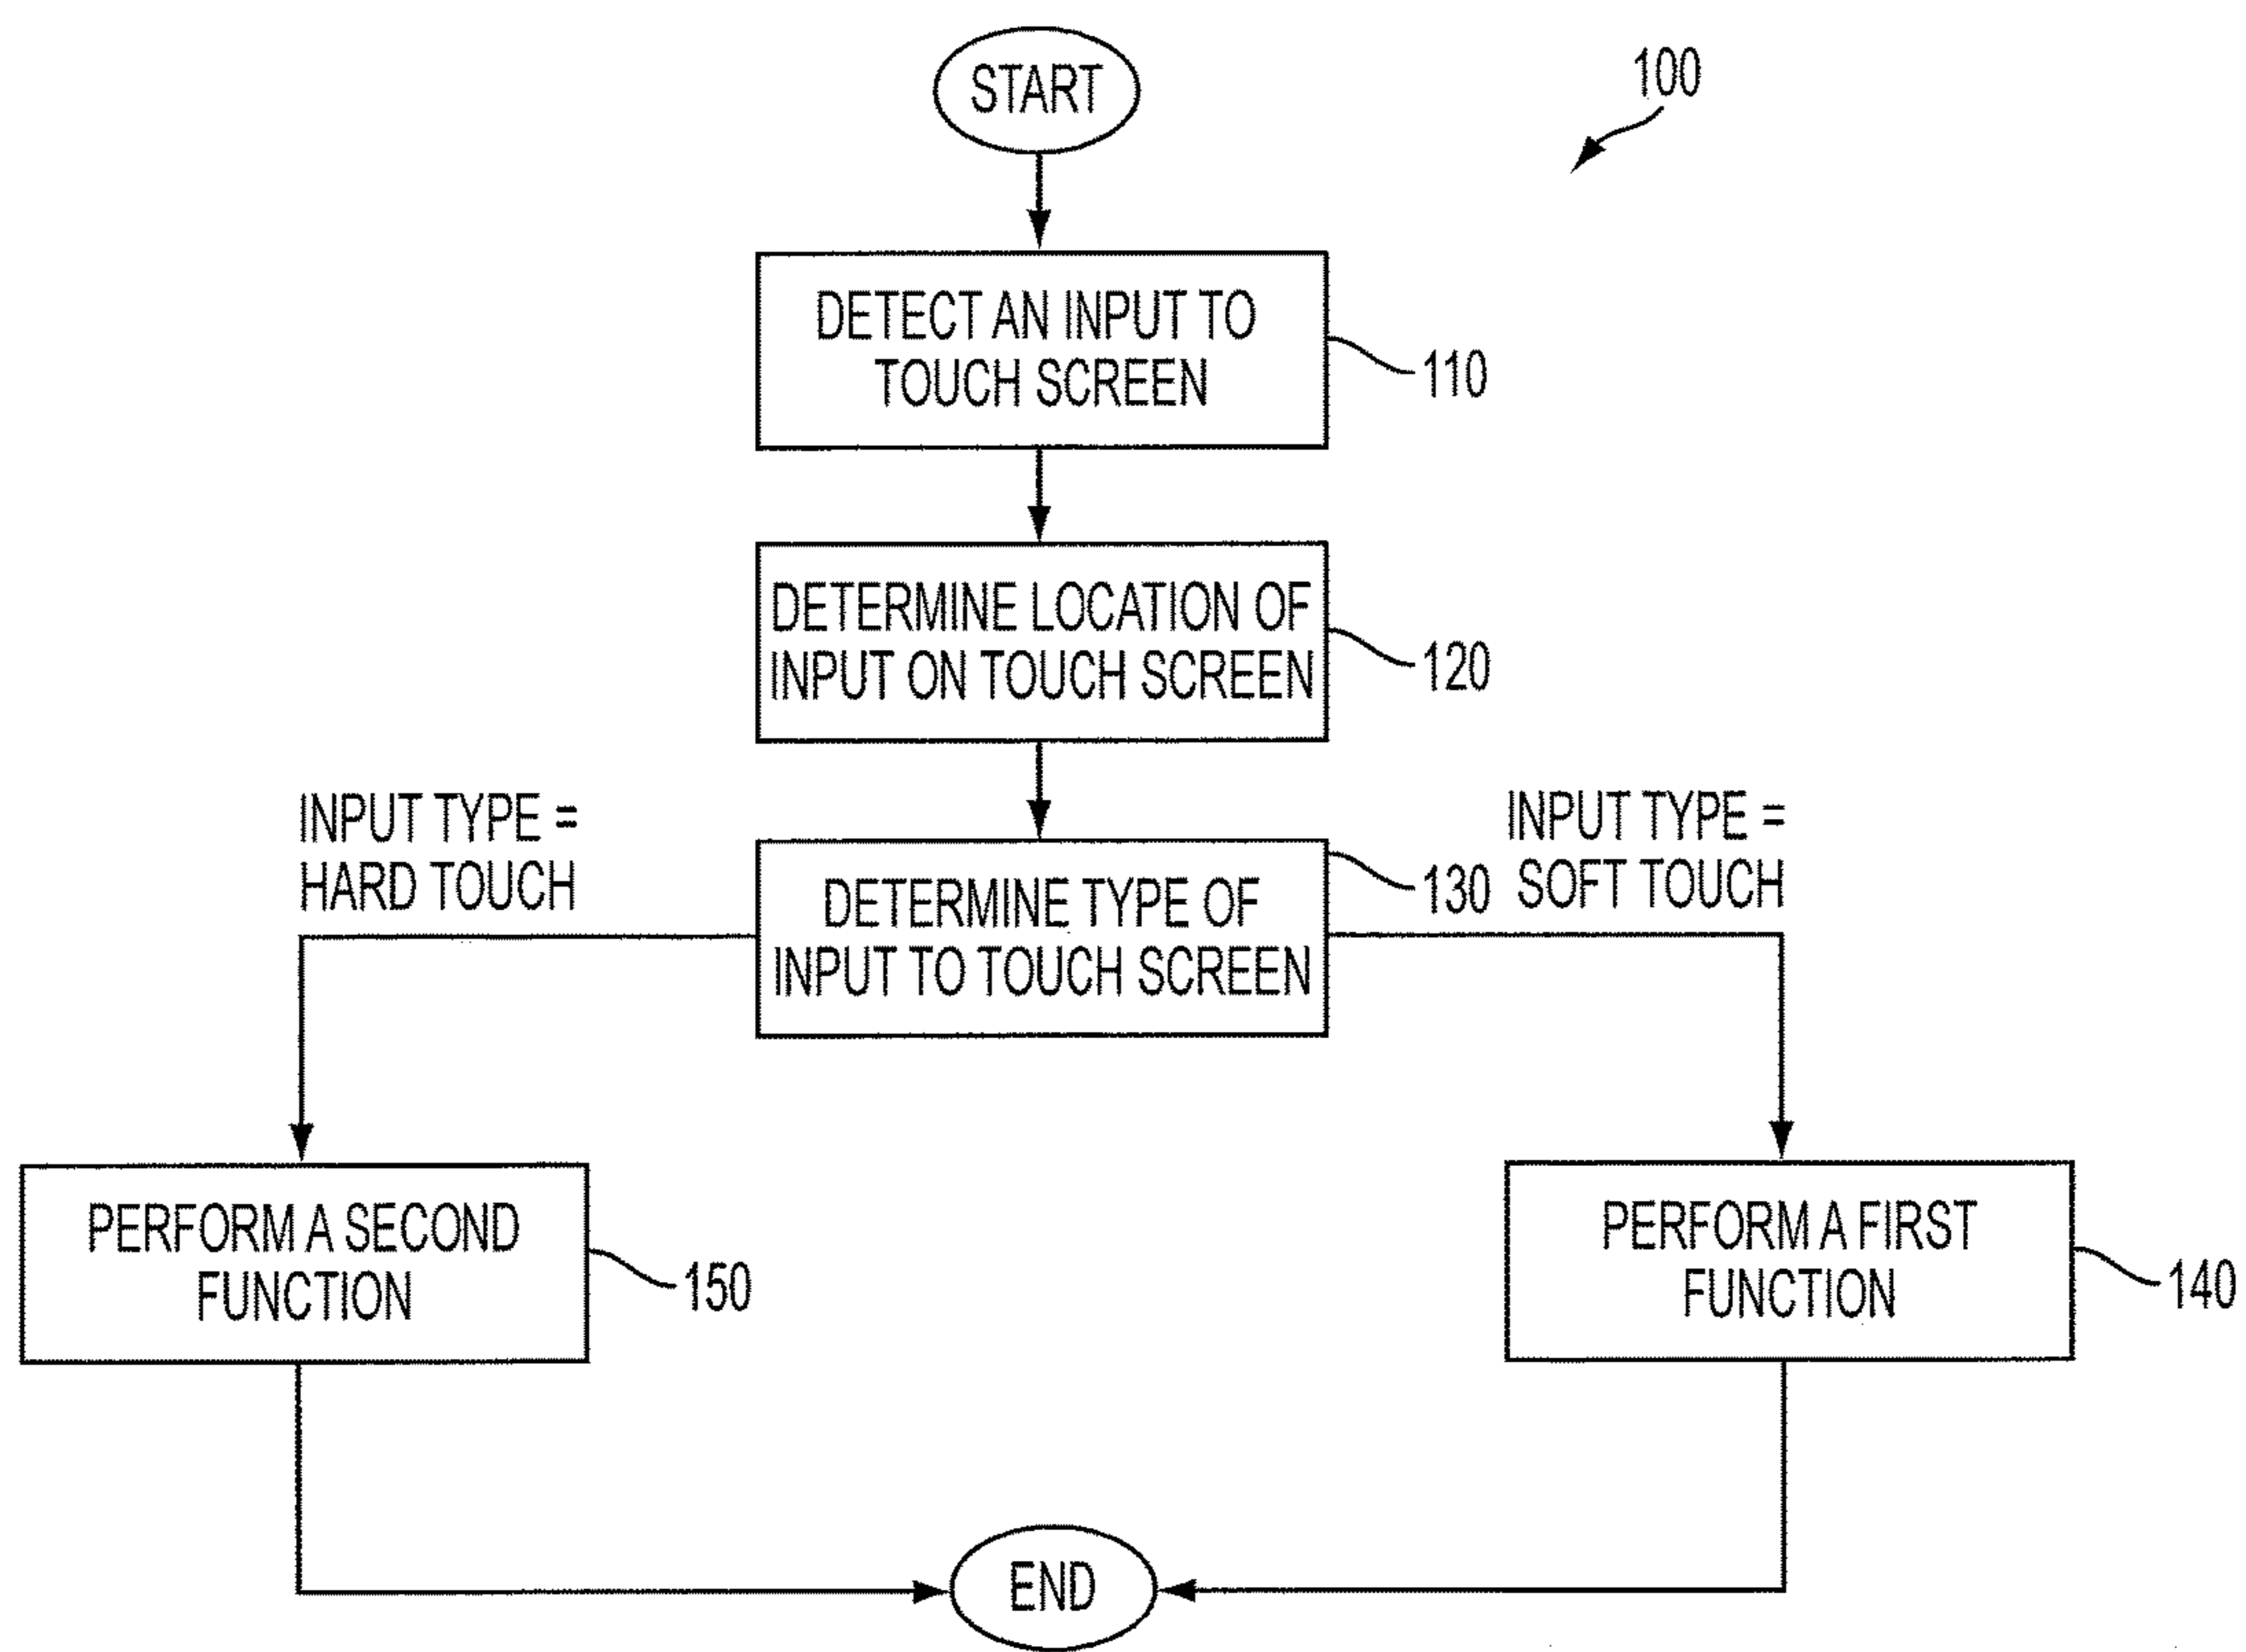 START
100
DETECT AN INPUT TO
TOUCH SCREEN
110
DETERMINE LOCATION OF
INPUT ON TOUCH SCREEN
120
INPUT TYPE =
HARD TOUCH
INPUT TYPE =
SOFT TOUCH
DETERMINE TYPE OF
INPUT TO TOUCH SCREEN
130
PERFORM A SECOND
FUNCTION
150
PERFORM A FIRST
FUNCTION
140
END